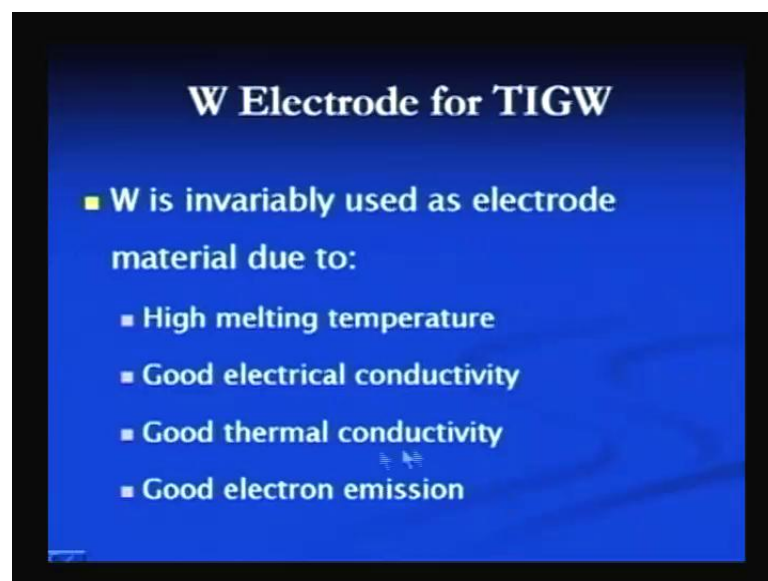 W Electrode for TIGW
W is invariably used as electrode
material due to:
High melting temperature
Good electrical conductivity
Good thermal conductivity
Good electron emission